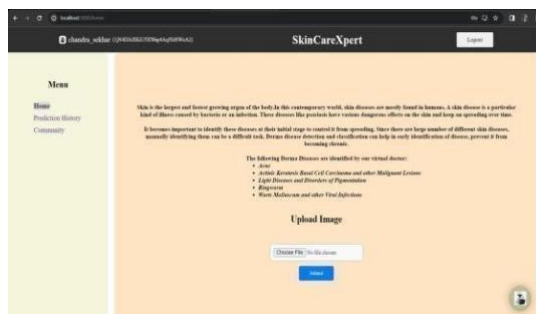 localhost
chandra_sekhar
SkinCareXpert
Logout
Menu
Home
Prediction History
Community
Skin is the largest and fastest growing organ of the body.In this contemporary world, skin diseases are mostly found in humans. A skin disease is a particular
kind of illness caused by bacteria or an infection. These diseases like psoriasis have various dangerous effects on the skin and keep on spreading over time.
It becomes important to identify these diseases at their initial stage to control it from spreading. Since there are large number of different skin diseases,
manually identifying them can be a difficult task. Derma disease detection and classification can help in early identification of disease, prevent it from
becoming chronic.
The following Derma Diseases are identified by our virtual doctor:
Acne
Actinic Keratosis Basal Cell Carcinoma and other Malignant Lesions
Light Diseases and Disorders of Pigmentation
Ringworm
Warts Molluscum and other Viral Infections
Upload Image
Choose File No file chosen
Submit